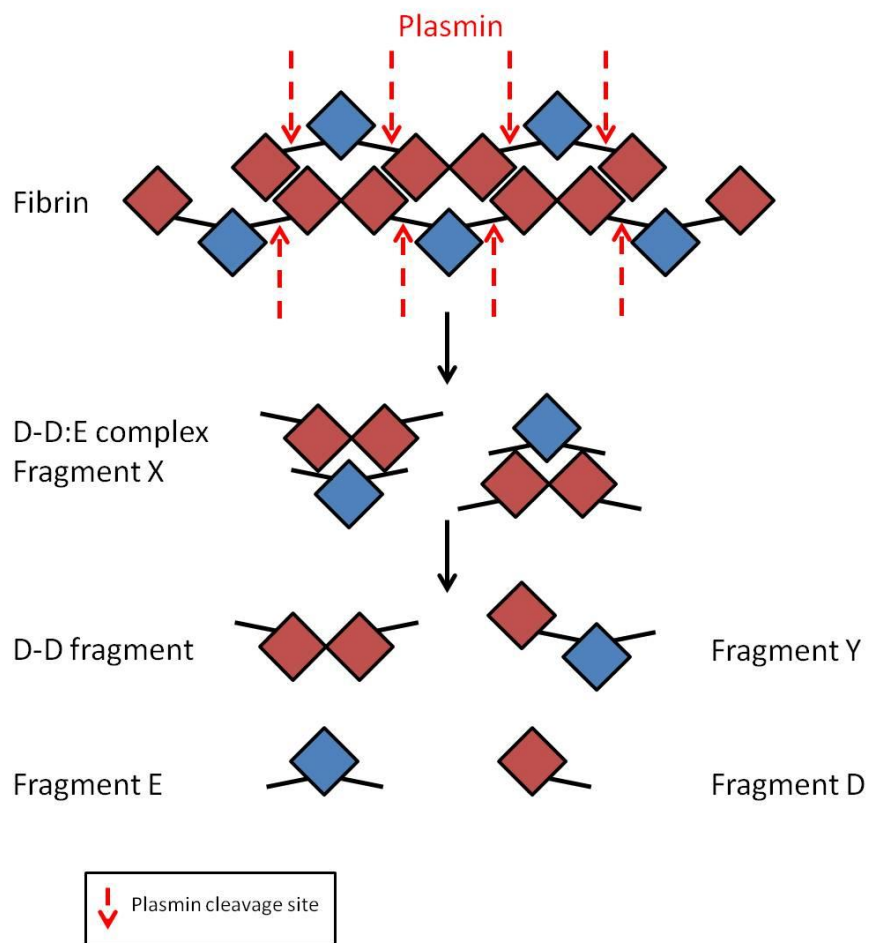 Plasmin
Fibrin
D-D:E complex
Fragment X
D-D fragment
Fragment Y
Fragment E
Fragment D
Plasmin cleavage site